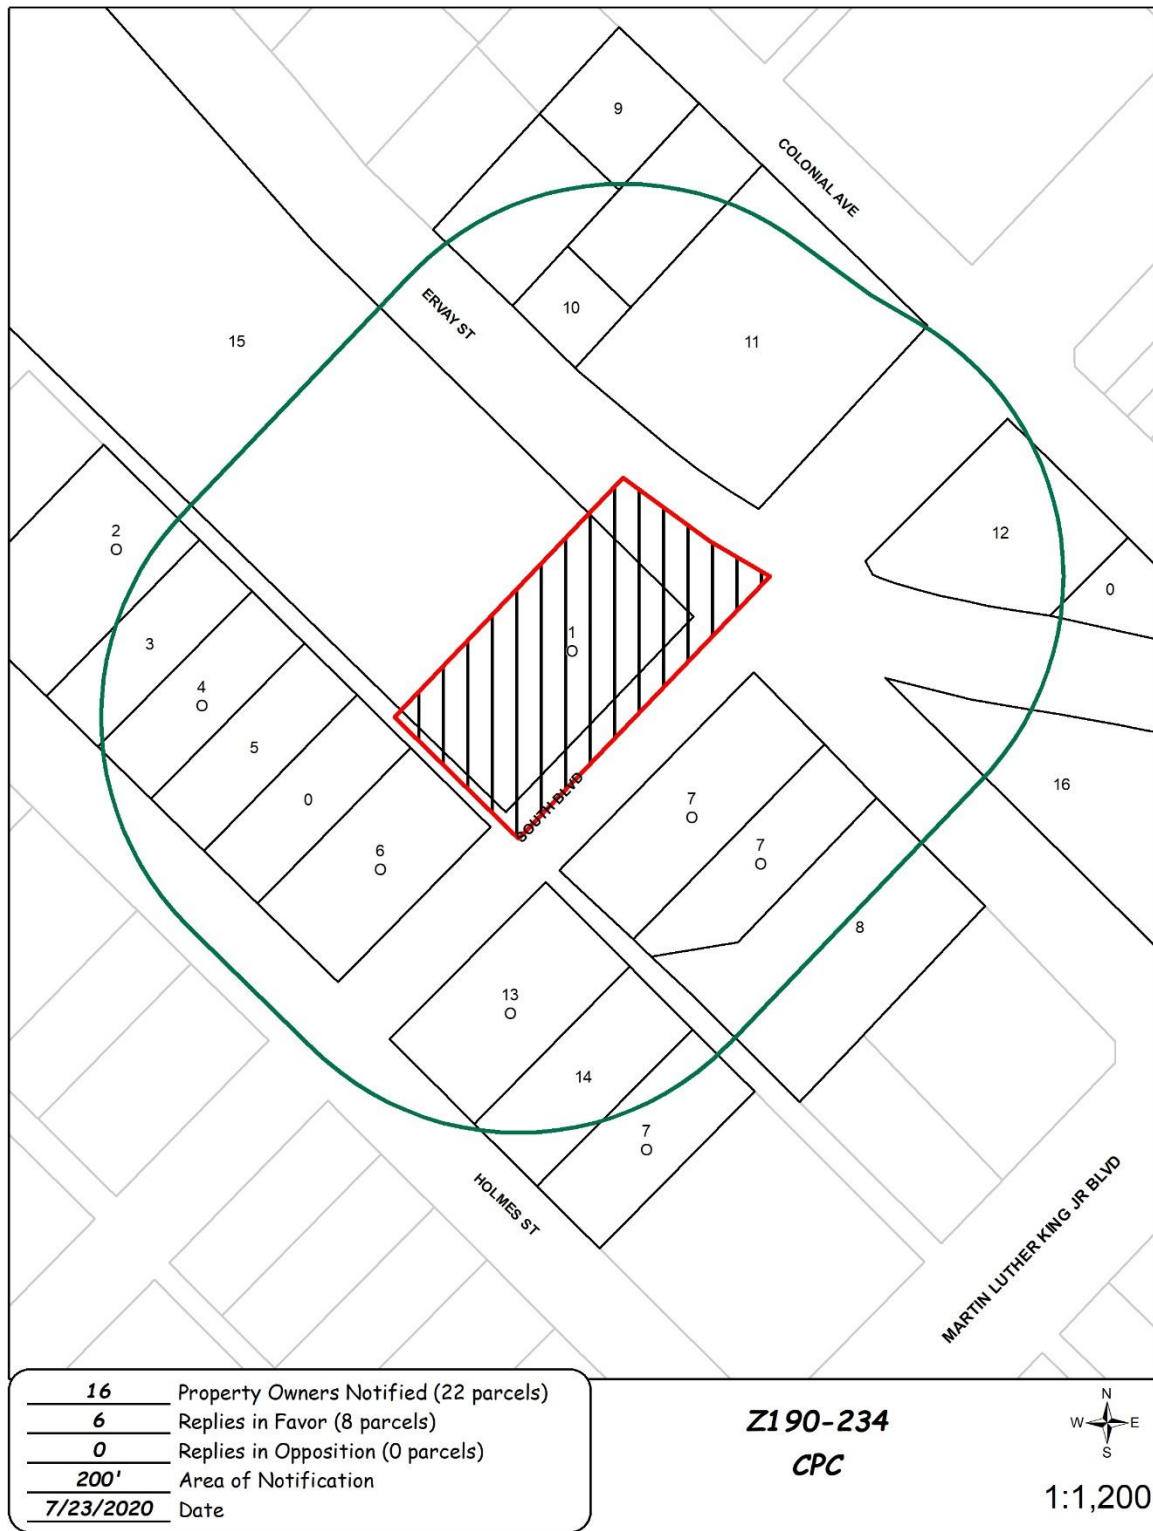 9
COLONIAL AVE
ERVAY ST
10
11
15
2
O
12
0
3
1
O
4
O
5
0
SOUTH BLVD
7
O
16
6
O
7
O
8
13
O
14
7
O
HOLMES ST
MARTIN LUTHER KING JR BLVD
16 Property Owners Notified (22 parcels)
6 Replies in Favor (8 parcels)
0 Replies in Opposition (0 parcels)
200' Area of Notification
7/23/2020 Date
Z190-234
CPC
N
W E
S
1:1,200